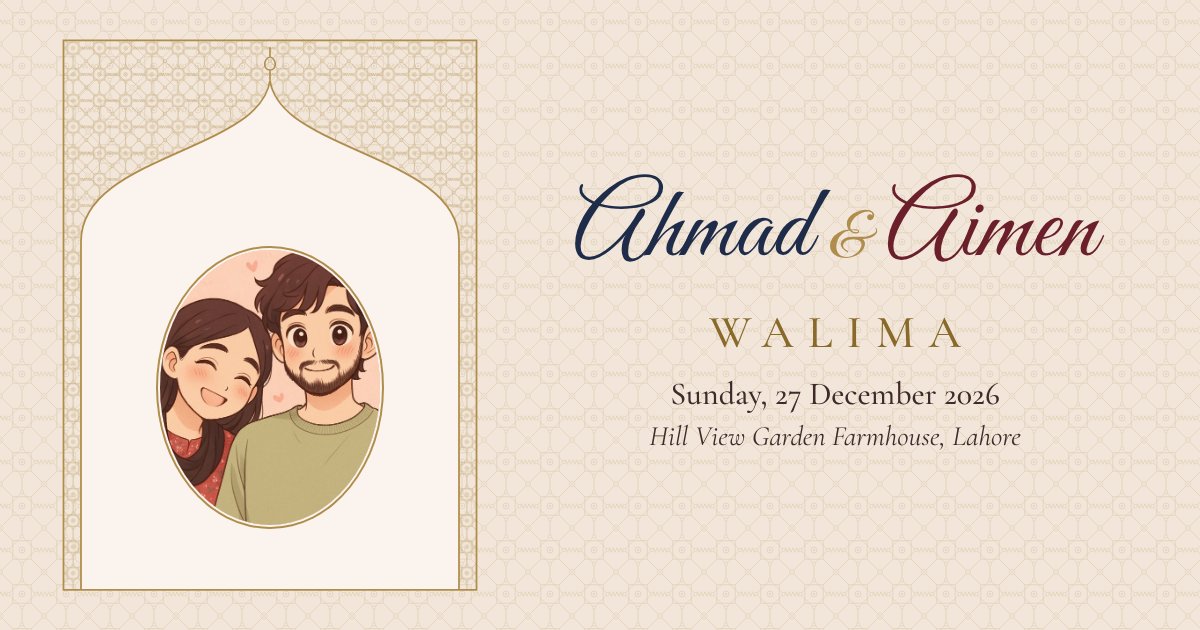 Ahmad & Aimen
WALIMA
Sunday, 27 December 2026
Hill View Garden Farmhouse, Lahore